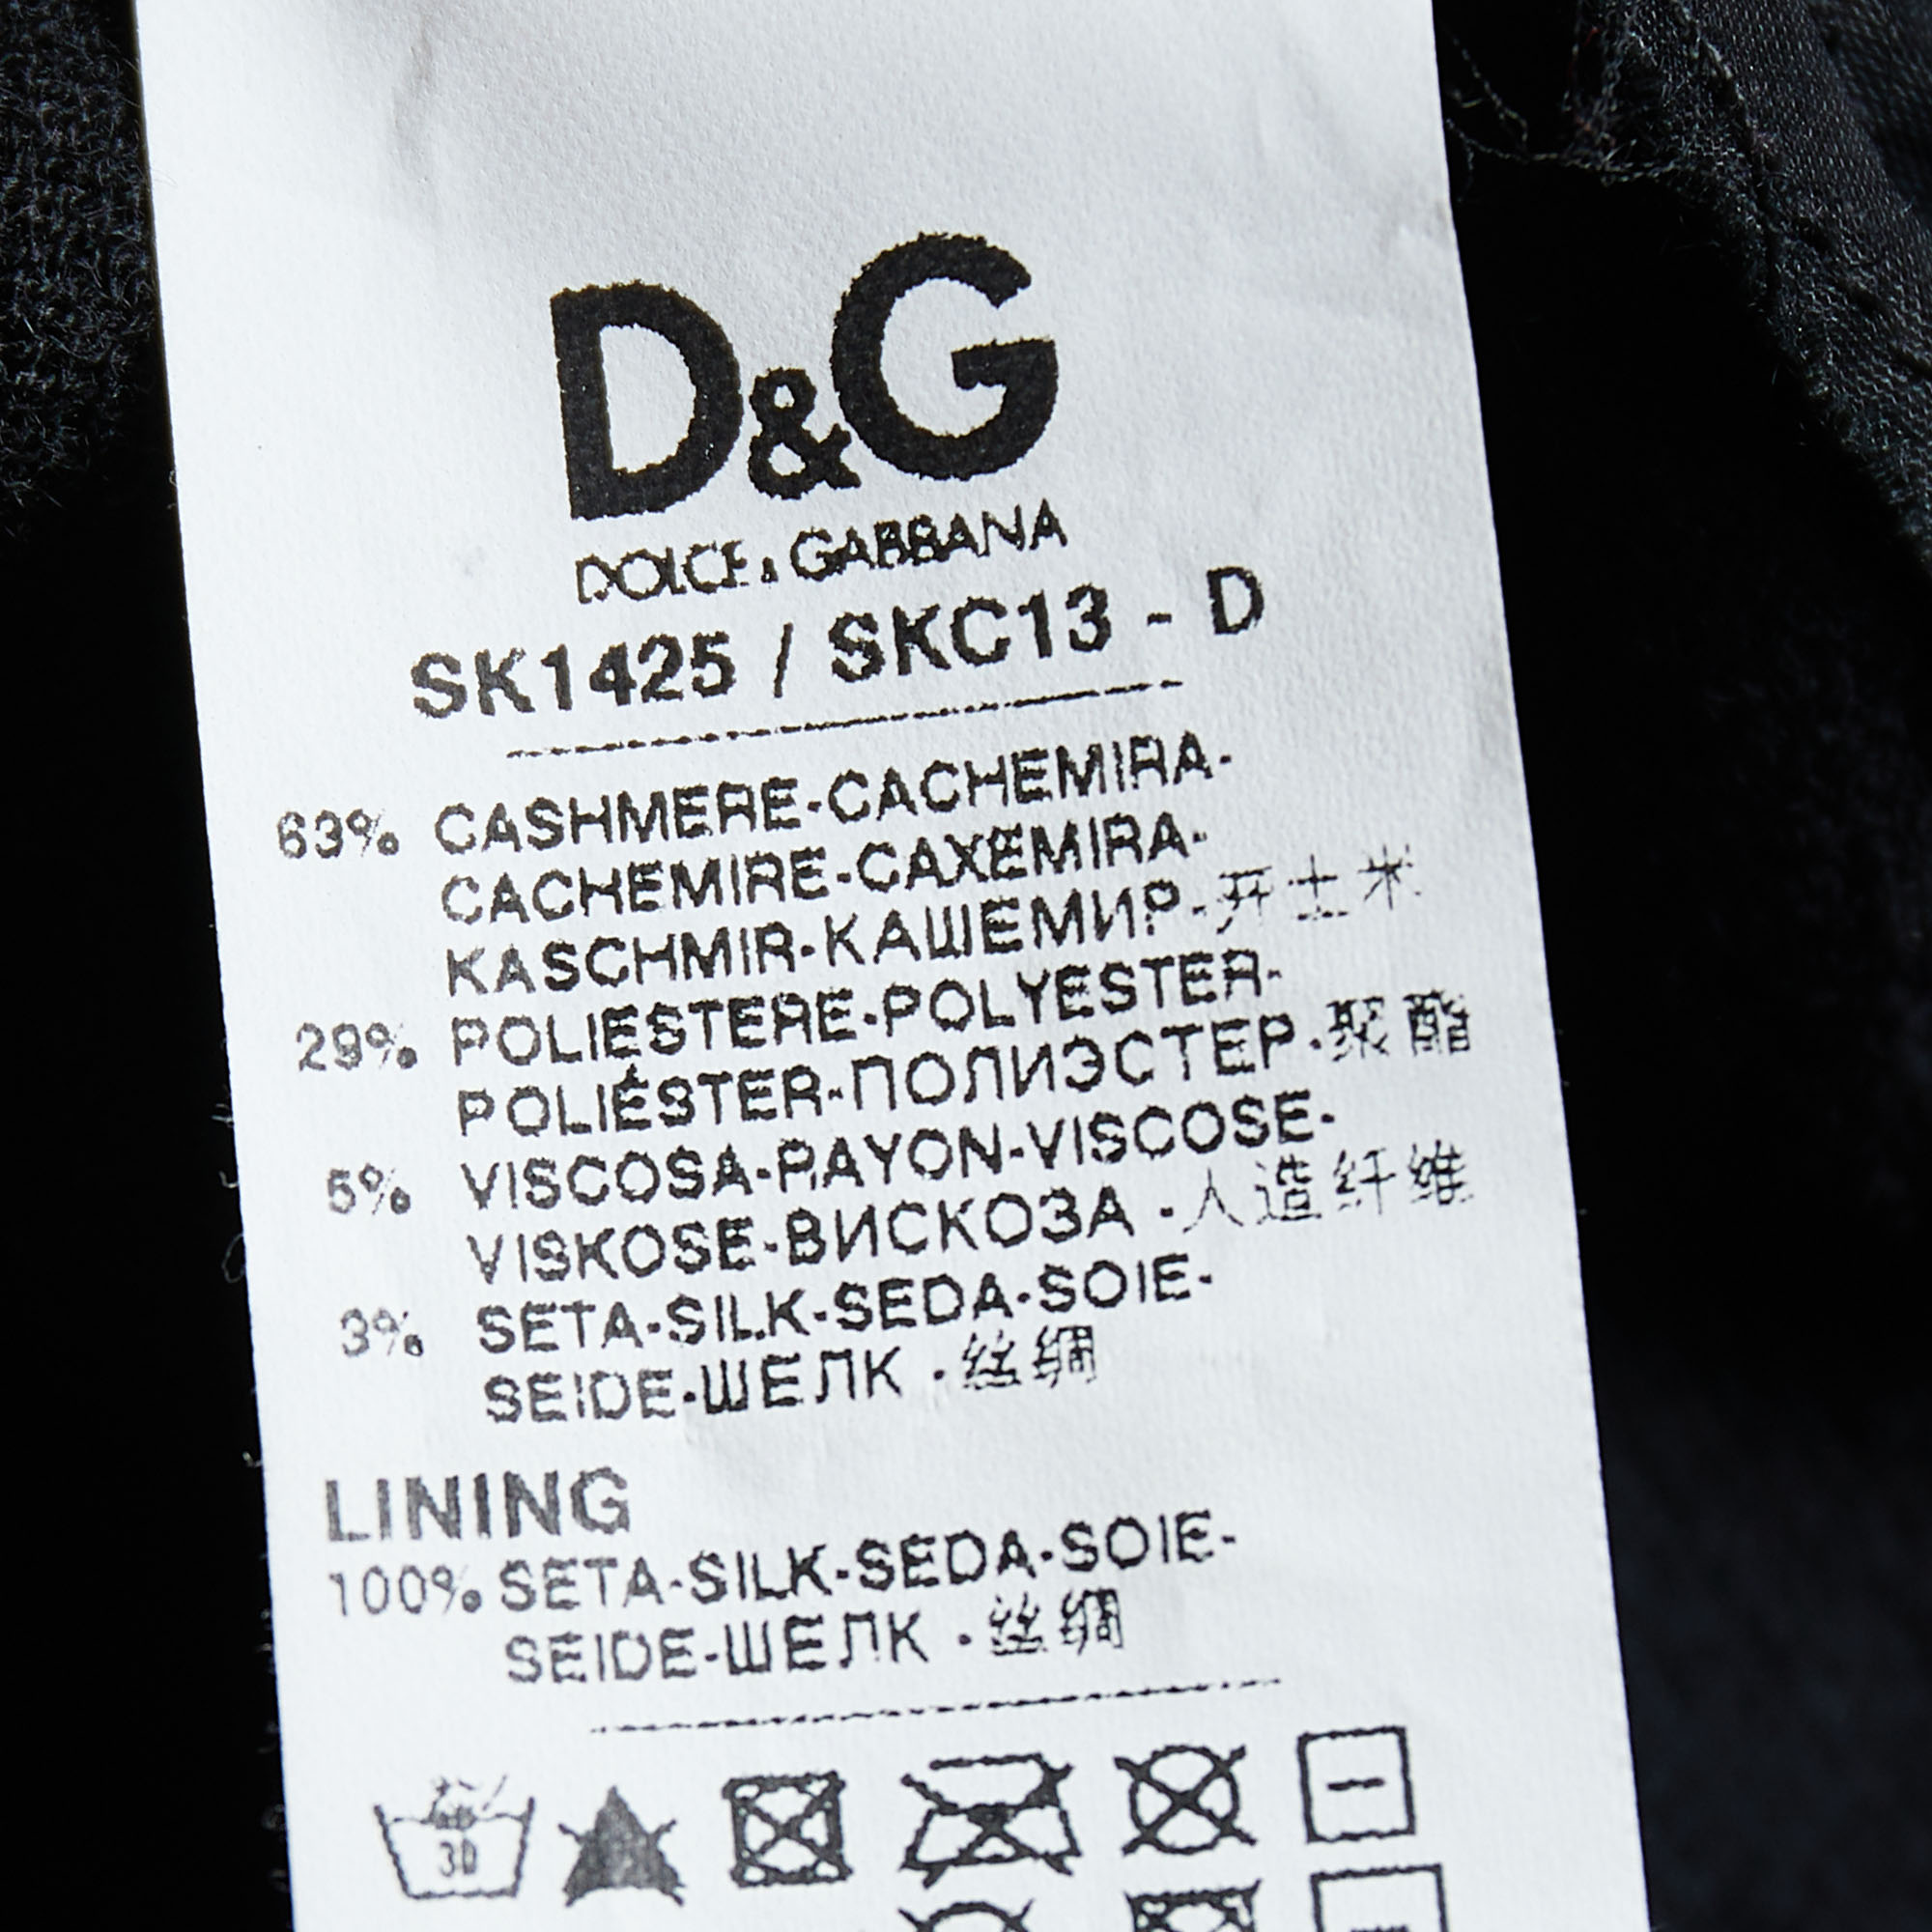 D&G
DOLCE & GABBANA
SK1425 / SKC13 - D
63% CASHMERE-CACHEMIRA-
CACHEMIRE-CAXEMIRA-
KASCHMIR-КАШЕМИР-开士米
29% POLIESTERE-POLYESTER-
POLIÉSTER-ПОЛИЭСТЕР-聚酯
5% VISCOSA-RAYON-VISCOSE-
VISKOSE-ВИСКОЗА -人造纤维
3% SETA-SILK-SEDA-SOIE-
SEIDE-ШЕЛК -丝绸
LINING
100% SETA-SILK-SEDA-SOIE-
SEIDE-ШЕЛК -丝绸
30